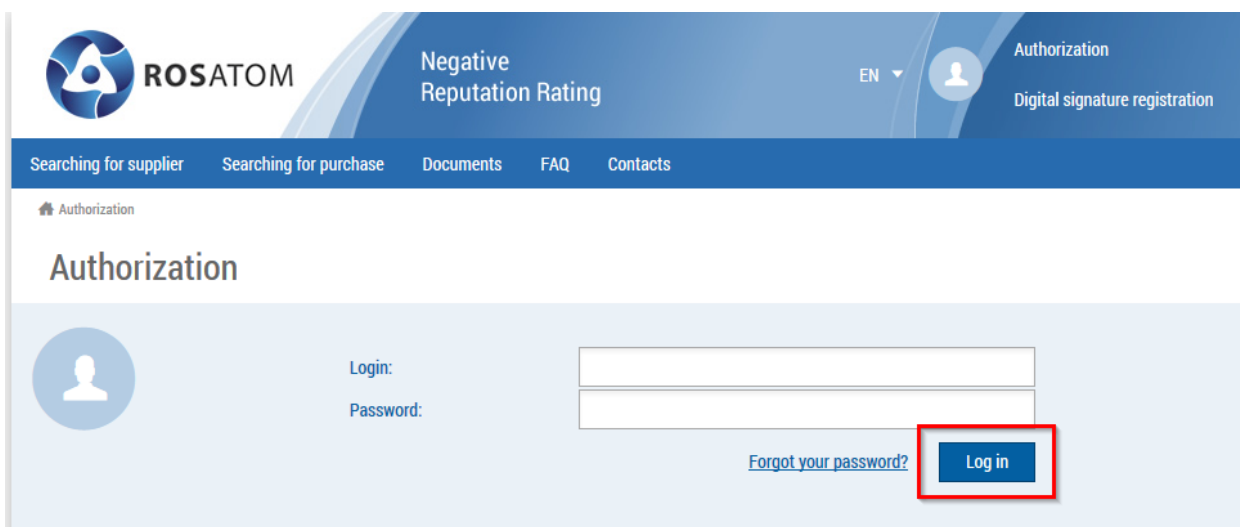 ROSATOM
Negative
Reputation Rating
EN
Authorization
Digital signature registration
Searching for supplier Searching for purchase Documents FAQ Contacts
Authorization
Authorization
Login:
Password:
Forgot your password? Log in